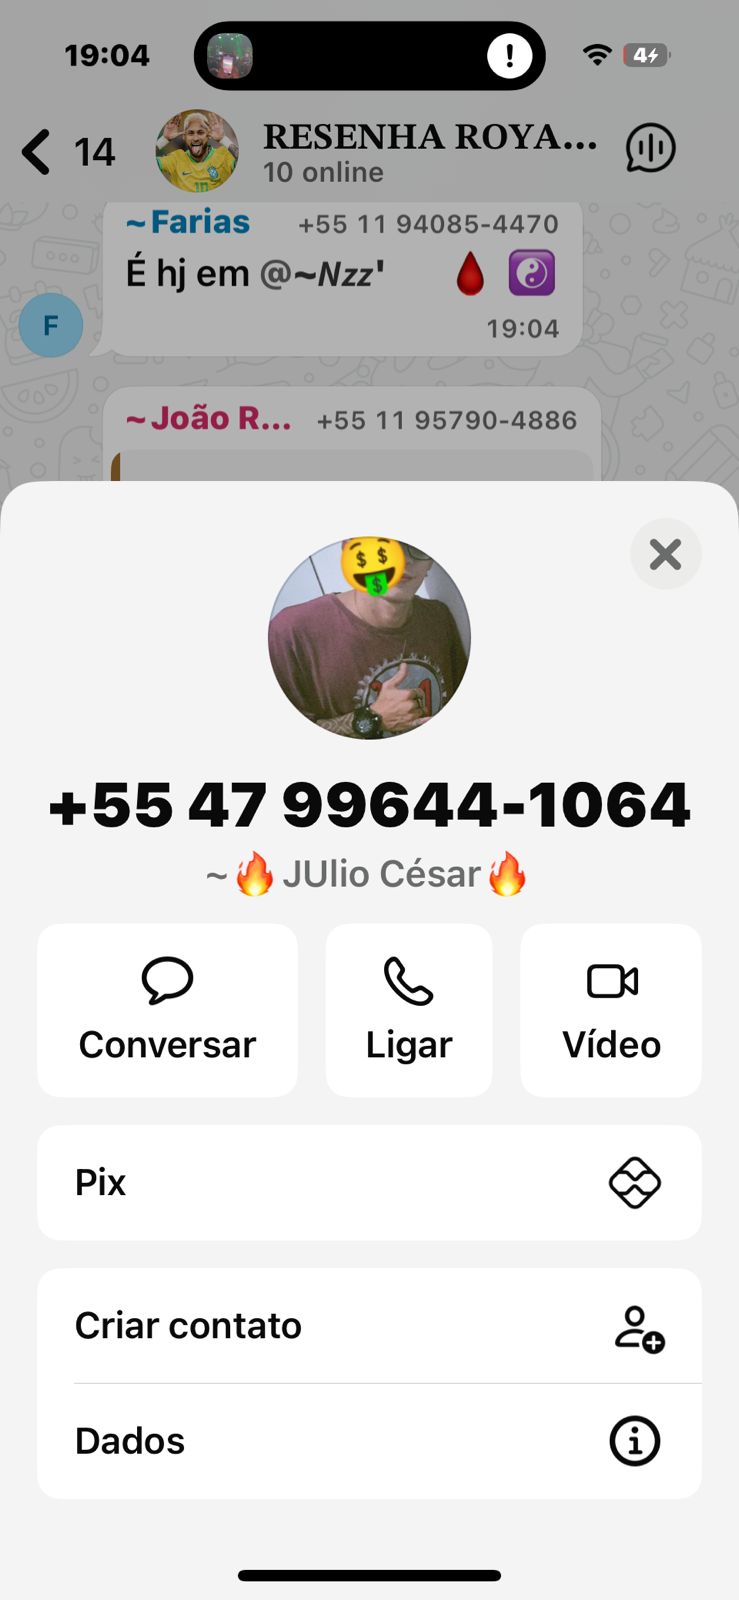 19:04
4
14
RESENHA ROYA...
10 online
~Farias +55 11 94085-4470
É hj em @~Nzz' 🩸 ☯️
F
19:04
~João R... +55 11 95790-4886
+55 47 99644-1064
~🔥JUlio César🔥
Conversar
Ligar
Vídeo
Pix
Criar contato
Dados